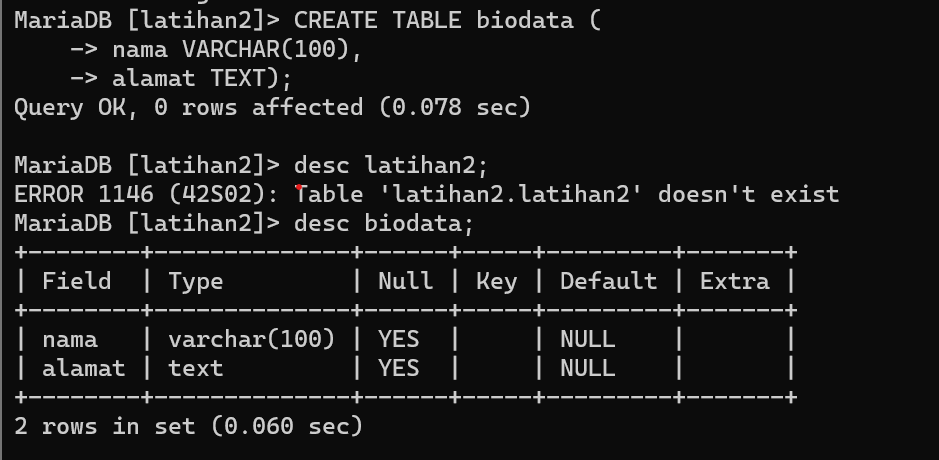 MariaDB [latihan2]> CREATE TABLE biodata (
    -> nama VARCHAR(100),
    -> alamat TEXT);
Query OK, 0 rows affected (0.078 sec)

MariaDB [latihan2]> desc latihan2;
ERROR 1146 (42S02): Table 'latihan2.latihan2' doesn't exist
MariaDB [latihan2]> desc biodata;
+--------+--------------+------+-----+---------+-------+
| Field  | Type         | Null | Key | Default | Extra |
+--------+--------------+------+-----+---------+-------+
| nama   | varchar(100) | YES  |     | NULL    |       |
| alamat | text         | YES  |     | NULL    |       |
+--------+--------------+------+-----+---------+-------+
2 rows in set (0.060 sec)